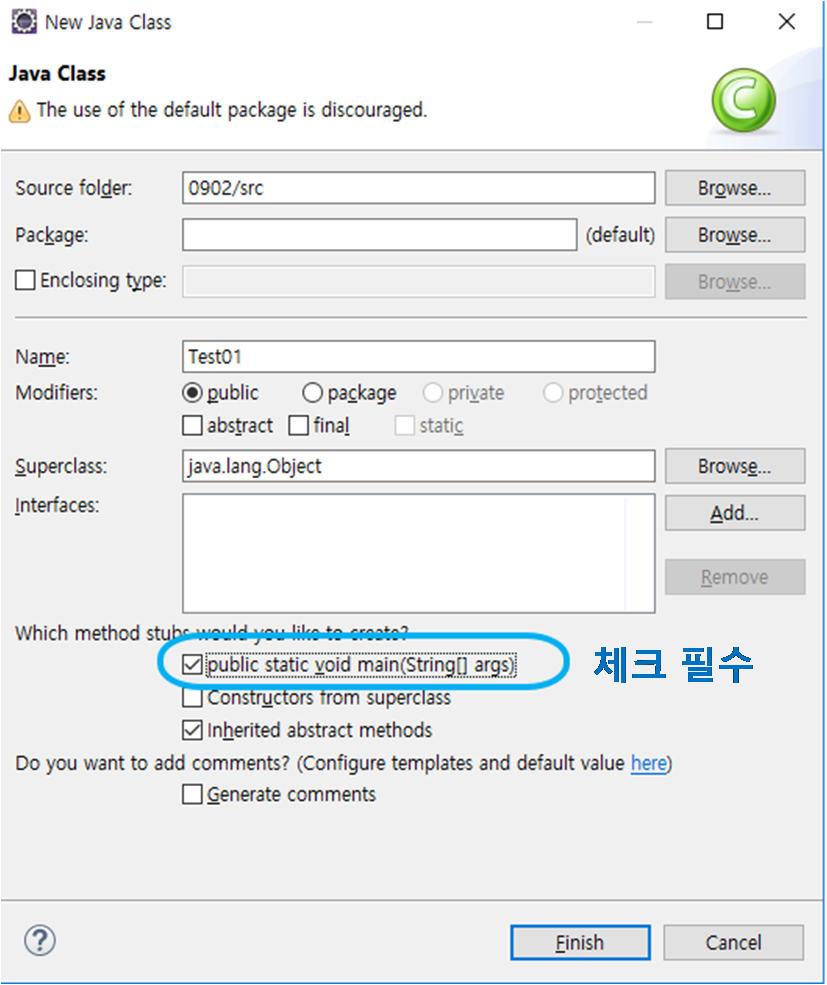 New Java Class
Java Class
The use of the default package is discouraged.
Source folder: 0902/src Browse...
Package: (default) Browse...
Enclosing type: Browse...
Name: Test01
Modifiers: public package private protected
abstract final static
Superclass: java.lang.Object Browse...
Interfaces: Add...
Remove
Which method stubs would you like to create?
public static void main(String[] args) 체크 필수
Constructors from superclass
Inherited abstract methods
Do you want to add comments? (Configure templates and default value here)
Generate comments
? Finish Cancel